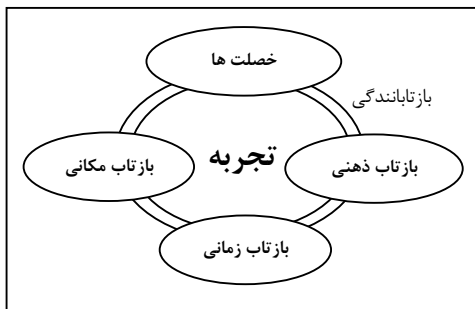 خصلت ها
بازتابانندگی
بازتاب ذهنی
تجربه
بازتاب مکانی
بازتاب زمانی